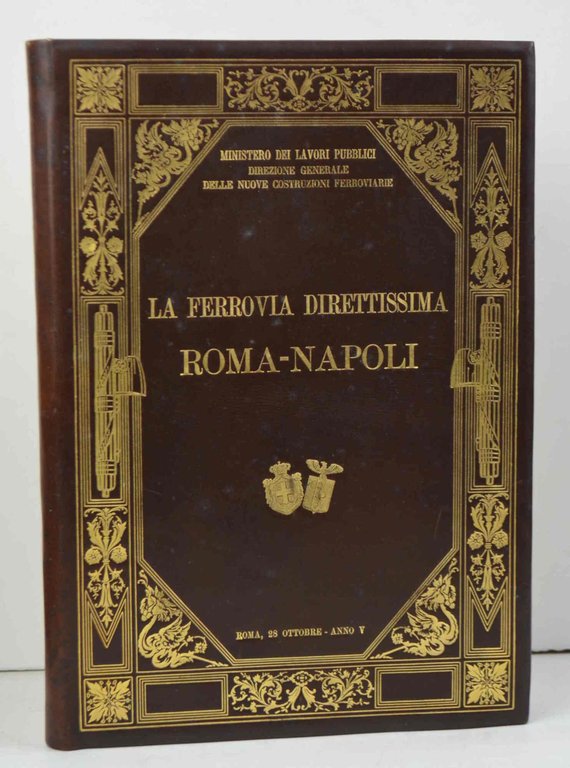 MINISTERO DEI LAVORI PUBBLICI
DIREZIONE GENERALE
DELLE NUOVE COSTRUZIONI FERROVIARIE
LA FERROVIA DIRETTISSIMA
ROMA-NAPOLI
ROMA, 28 OTTOBRE - ANNO V